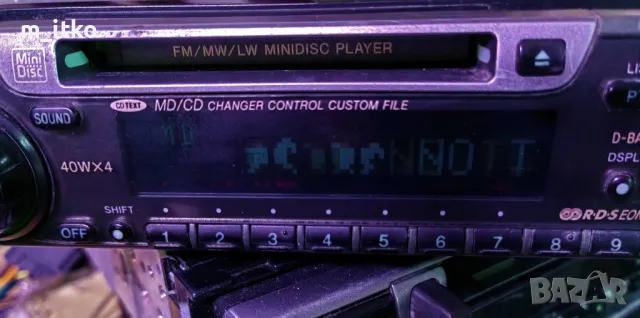 m_itko
FM/MW/LW MINIDISC PLAYER
Mini
Disc
CD TEXT MD/CD CHANGER CONTROL CUSTOM FILE
SOUND
MD
D-BA
DSPL
40W×4
SHIFT
R·D·S EON
OFF 1 2 3 4 5 6 7 8 9
BAZAR